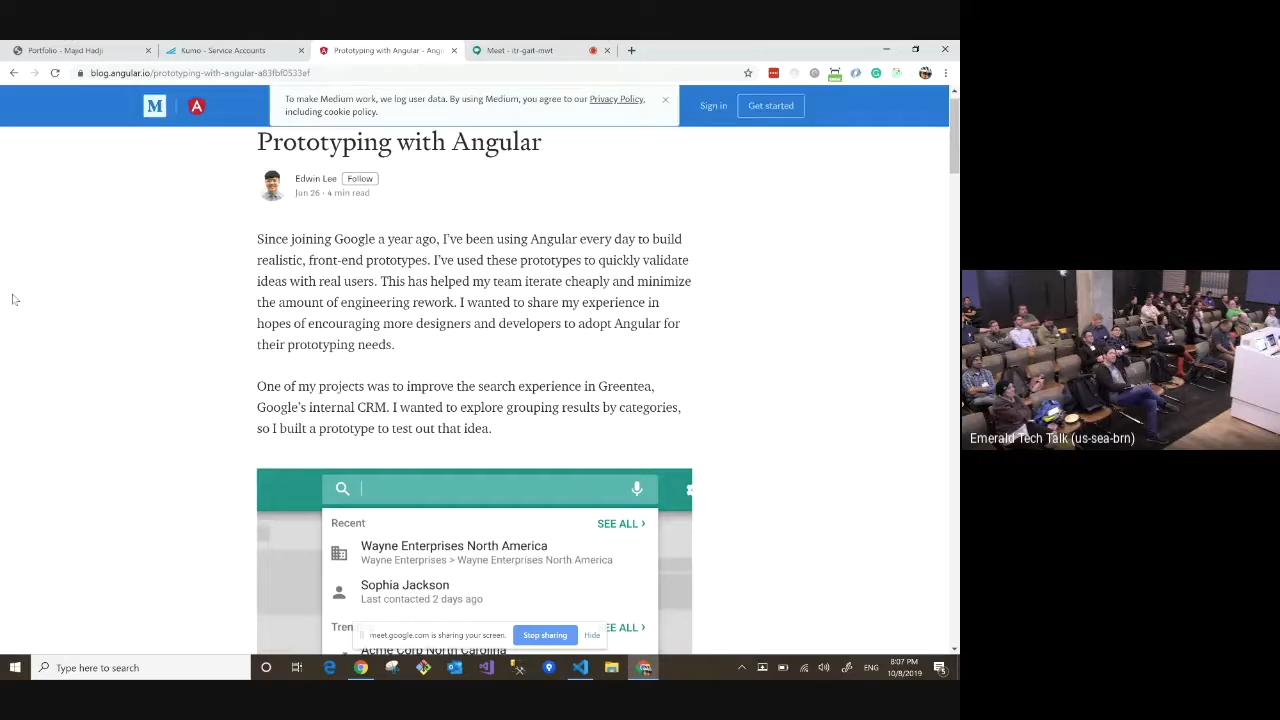 Portfolio - Majid Hadji
Kumo - Service Accounts
Prototyping with Angular - Angu
Meet - itr-gait-mwt
blog.angular.io/prototyping-with-angular-a83fbf0533ef
M
To make Medium work, we log user data. By using Medium, you agree to our Privacy Policy,
including cookie policy.
Sign in
Get started
Prototyping with Angular
Edwin Lee
Follow
Jun 26 · 4 min read
Since joining Google a year ago, I’ve been using Angular every day to build
realistic, front-end prototypes. I’ve used these prototypes to quickly validate
ideas with real users. This has helped my team iterate cheaply and minimize
the amount of engineering rework. I wanted to share my experience in
hopes of encouraging more designers and developers to adopt Angular for
their prototyping needs.
One of my projects was to improve the search experience in Greentea,
Google’s internal CRM. I wanted to explore grouping results by categories,
so I built a prototype to test out that idea.
Recent
SEE ALL ›
Wayne Enterprises North America
Wayne Enterprises > Wayne Enterprises North America
Sophia Jackson
Last contacted 2 days ago
Tren
EE ALL ›
meet.google.com is sharing your screen.
Stop sharing
Hide
Acme Corp North Carolina
Type here to search
ENG
8:07 PM
10/8/2019
5
Emerald Tech Talk (us-sea-brn)